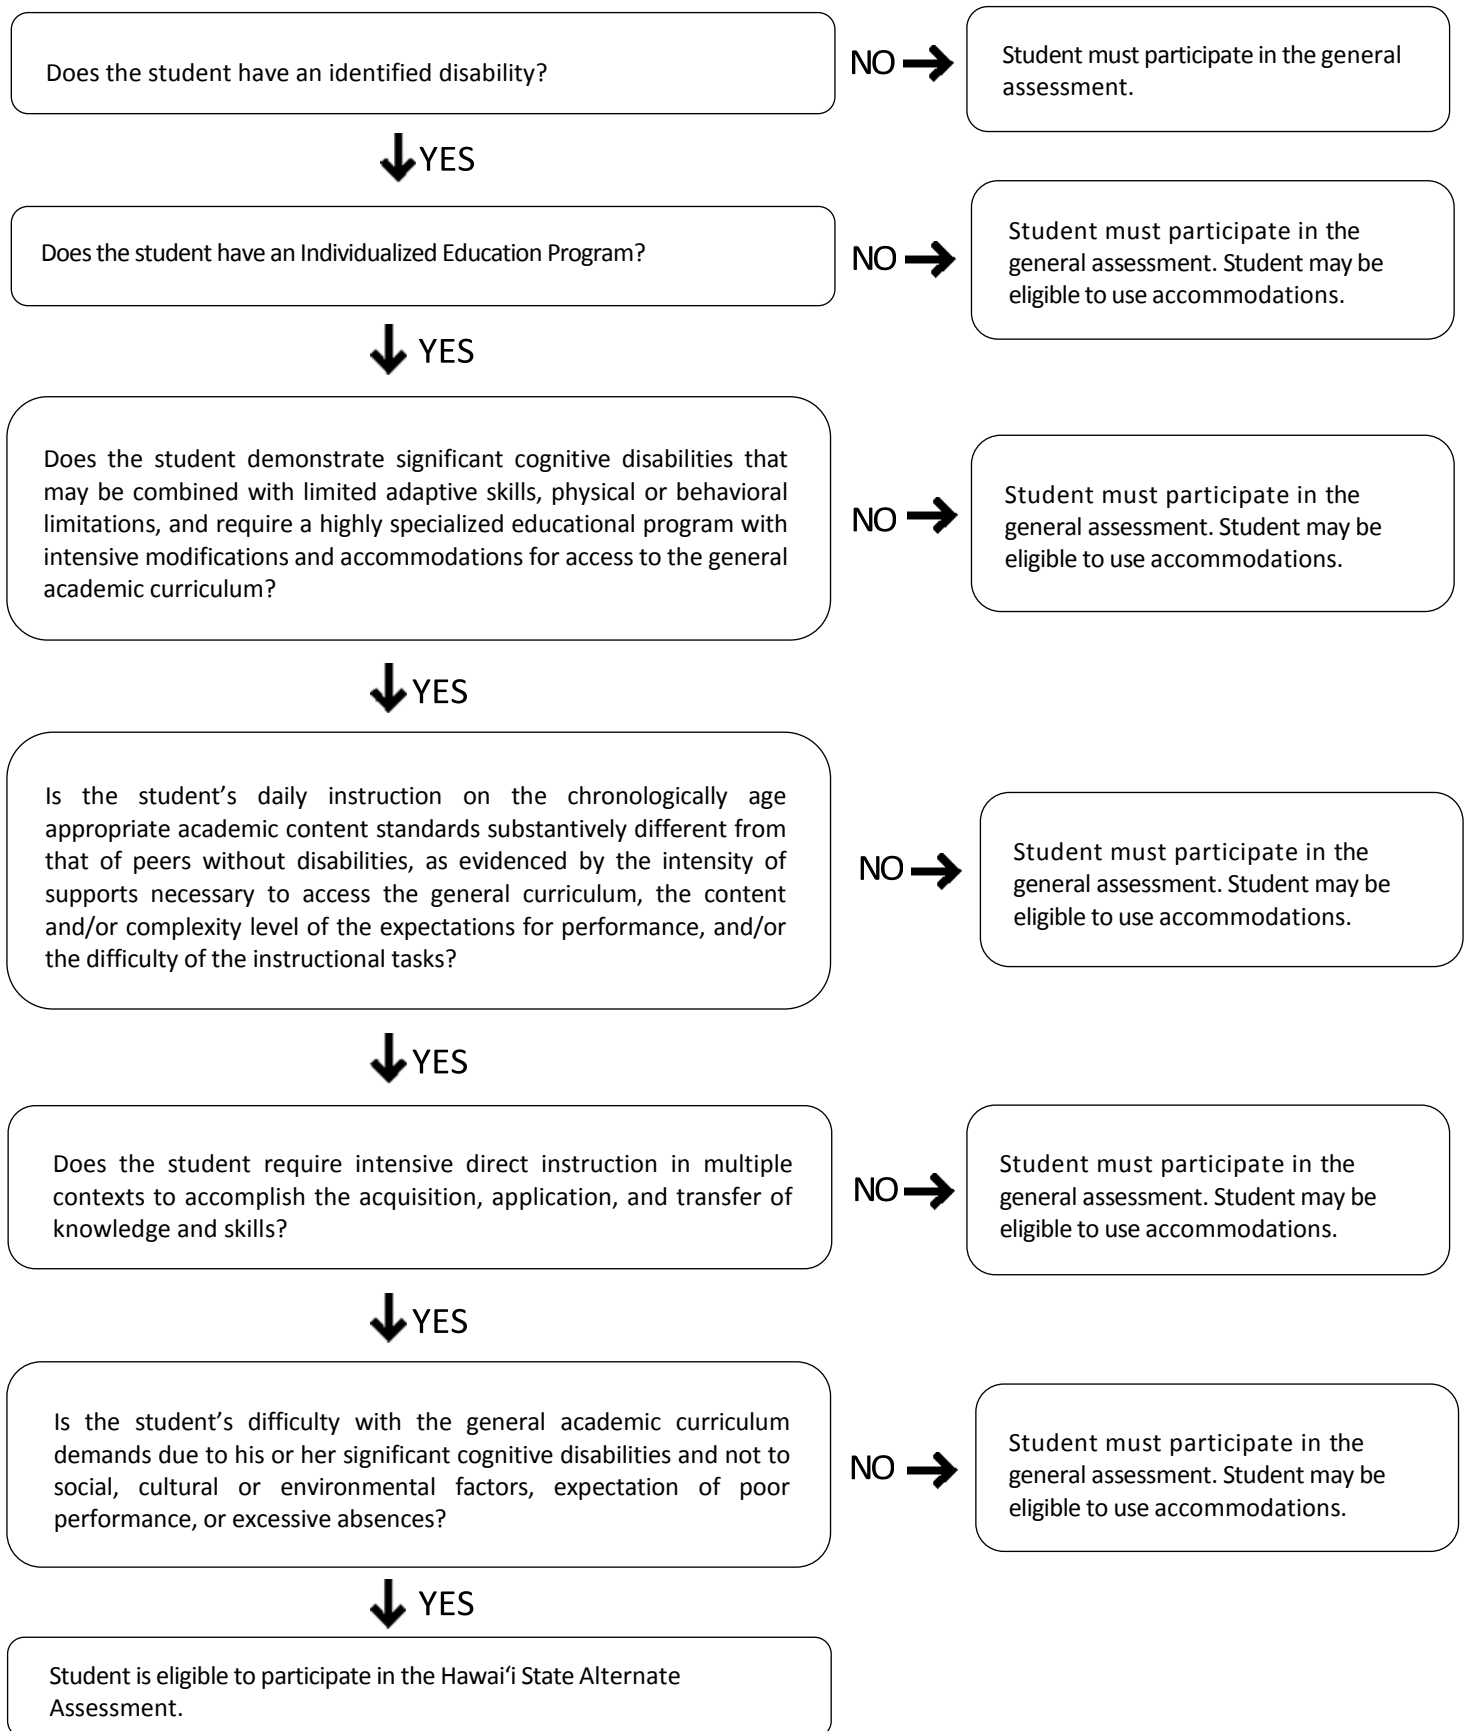 Does the student have an identified disability?
NO
Student must participate in the general
assessment.
YES
Does the student have an Individualized Education Program?
NO
Student must participate in the
general assessment. Student may be
eligible to use accommodations.
YES
Does the student demonstrate significant cognitive disabilities that
may be combined with limited adaptive skills, physical or behavioral
limitations, and require a highly specialized educational program with
intensive modifications and accommodations for access to the general
academic curriculum?
NO
Student must participate in the
general assessment. Student may be
eligible to use accommodations.
YES
Is the student’s daily instruction on the chronologically age
appropriate academic content standards substantively different from
that of peers without disabilities, as evidenced by the intensity of
supports necessary to access the general curriculum, the content
and/or complexity level of the expectations for performance, and/or
the difficulty of the instructional tasks?
NO
Student must participate in the
general assessment. Student may be
eligible to use accommodations.
YES
Does the student require intensive direct instruction in multiple
contexts to accomplish the acquisition, application, and transfer of
knowledge and skills?
NO
Student must participate in the
general assessment. Student may be
eligible to use accommodations.
YES
Is the student’s difficulty with the general academic curriculum
demands due to his or her significant cognitive disabilities and not to
social, cultural or environmental factors, expectation of poor
performance, or excessive absences?
NO
Student must participate in the
general assessment. Student may be
eligible to use accommodations.
YES
Student is eligible to participate in the Hawai‘i State Alternate
Assessment.